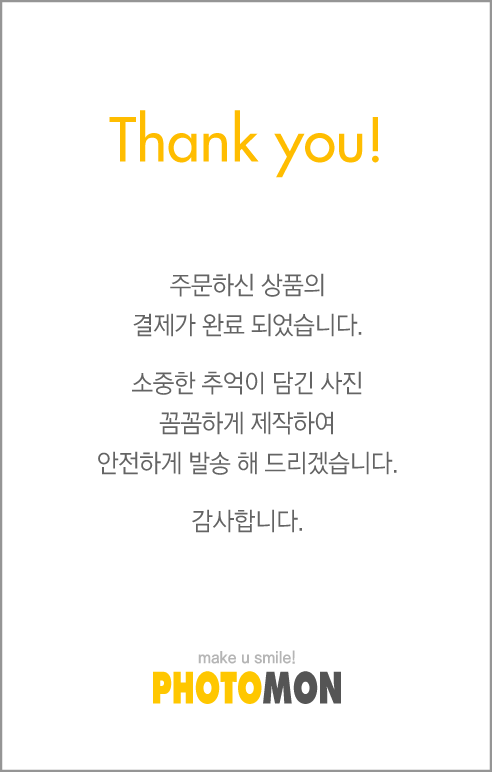 Thank you!
주문하신 상품의
결제가 완료 되었습니다.
소중한 추억이 담긴 사진
꼼꼼하게 제작하여
안전하게 발송 해 드리겠습니다.
감사합니다.
make u smile!
PHOTOMON